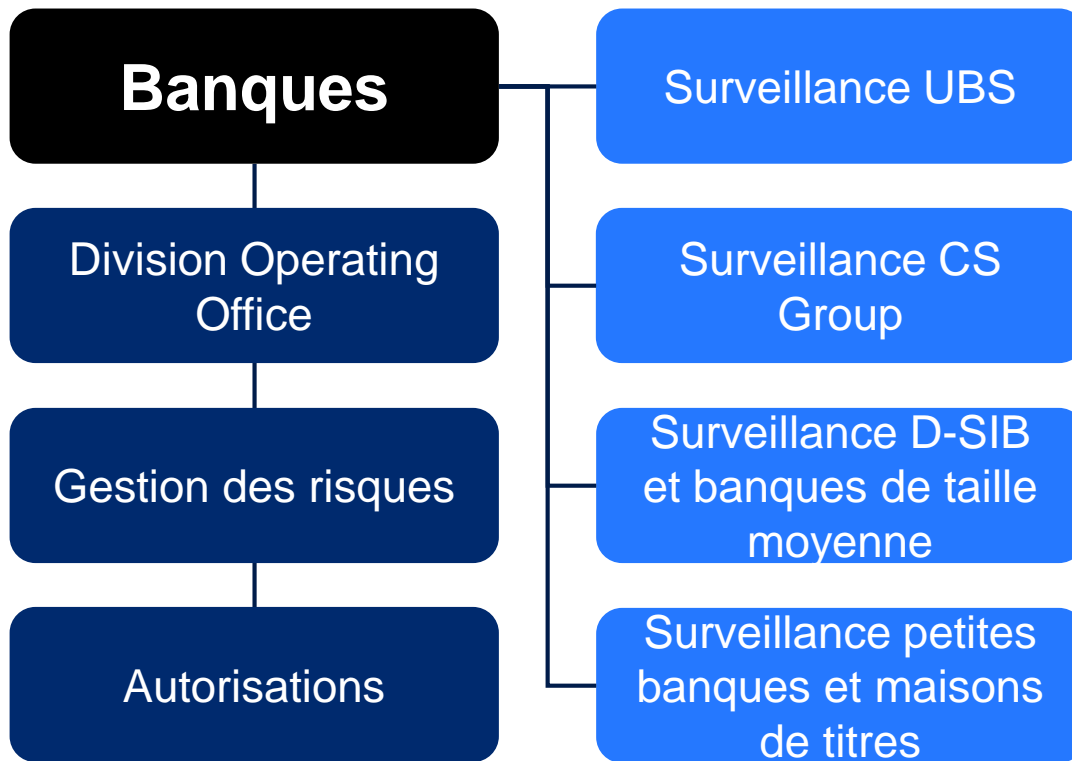 Banques
Division Operating
Office
Gestion des risques
Autorisations
Surveillance UBS
Surveillance CS
Group
Surveillance D-SIB
et banques de taille
moyenne
Surveillance petites
banques et maisons
de titres